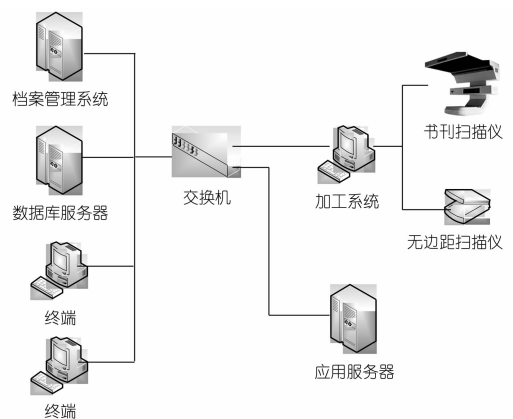 档案管理系统
数据库服务器
终端
终端
交换机
加工系统
书刊扫描仪
无边距扫描仪
应用服务器